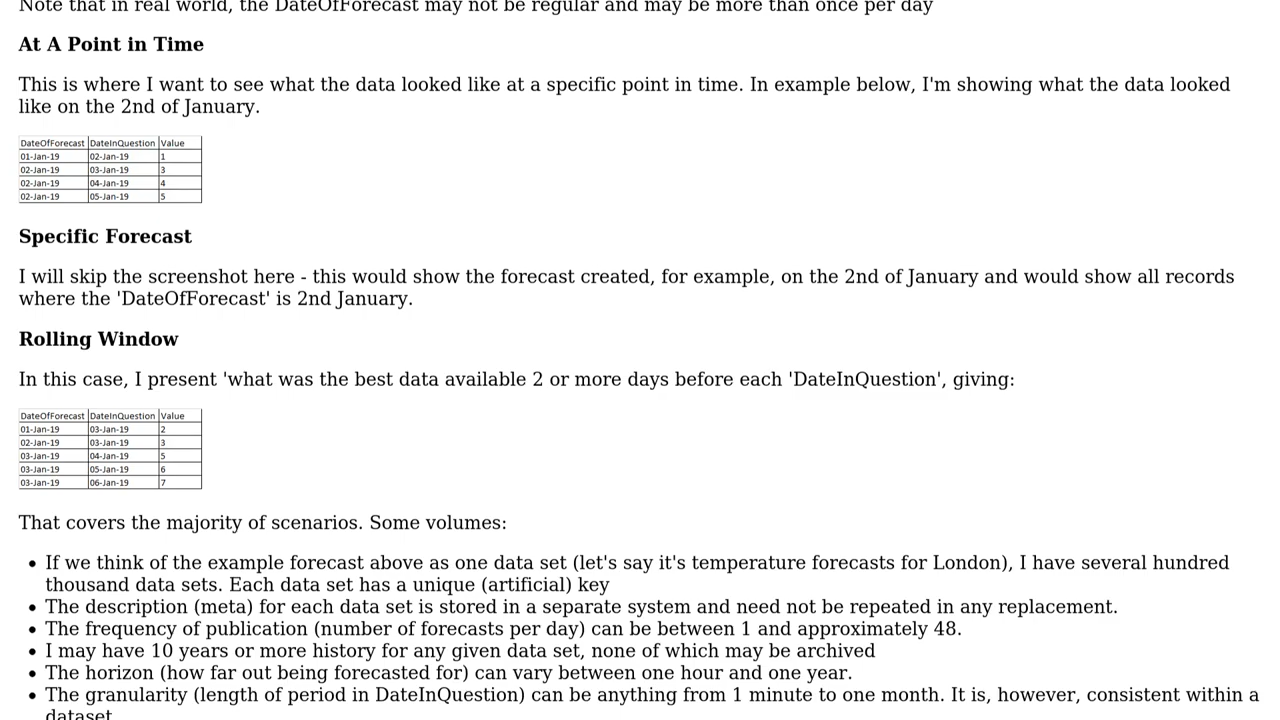 Note that in real world, the DateOfForecast may not be regular and may be more than once per day
At A Point in Time
This is where I want to see what the data looked like at a specific point in time. In example below, I'm showing what the data looked
like on the 2nd of January.
DateOfForecast DateInQuestion Value
01-Jan-19 02-Jan-19 1
02-Jan-19 03-Jan-19 3
02-Jan-19 04-Jan-19 4
02-Jan-19 05-Jan-19 5
Specific Forecast
I will skip the screenshot here - this would show the forecast created, for example, on the 2nd of January and would show all records
where the 'DateOfForecast' is 2nd January.
Rolling Window
In this case, I present 'what was the best data available 2 or more days before each 'DateInQuestion', giving:
DateOfForecast DateInQuestion Value
01-Jan-19 03-Jan-19 2
02-Jan-19 03-Jan-19 3
03-Jan-19 04-Jan-19 5
03-Jan-19 05-Jan-19 6
03-Jan-19 06-Jan-19 7
That covers the majority of scenarios. Some volumes:
• If we think of the example forecast above as one data set (let's say it's temperature forecasts for London), I have several hundred
thousand data sets. Each data set has a unique (artificial) key
• The description (meta) for each data set is stored in a separate system and need not be repeated in any replacement.
• The frequency of publication (number of forecasts per day) can be between 1 and approximately 48.
• I may have 10 years or more history for any given data set, none of which may be archived
• The horizon (how far out being forecasted for) can vary between one hour and one year.
• The granularity (length of period in DateInQuestion) can be anything from 1 minute to one month. It is, however, consistent within a
dataset